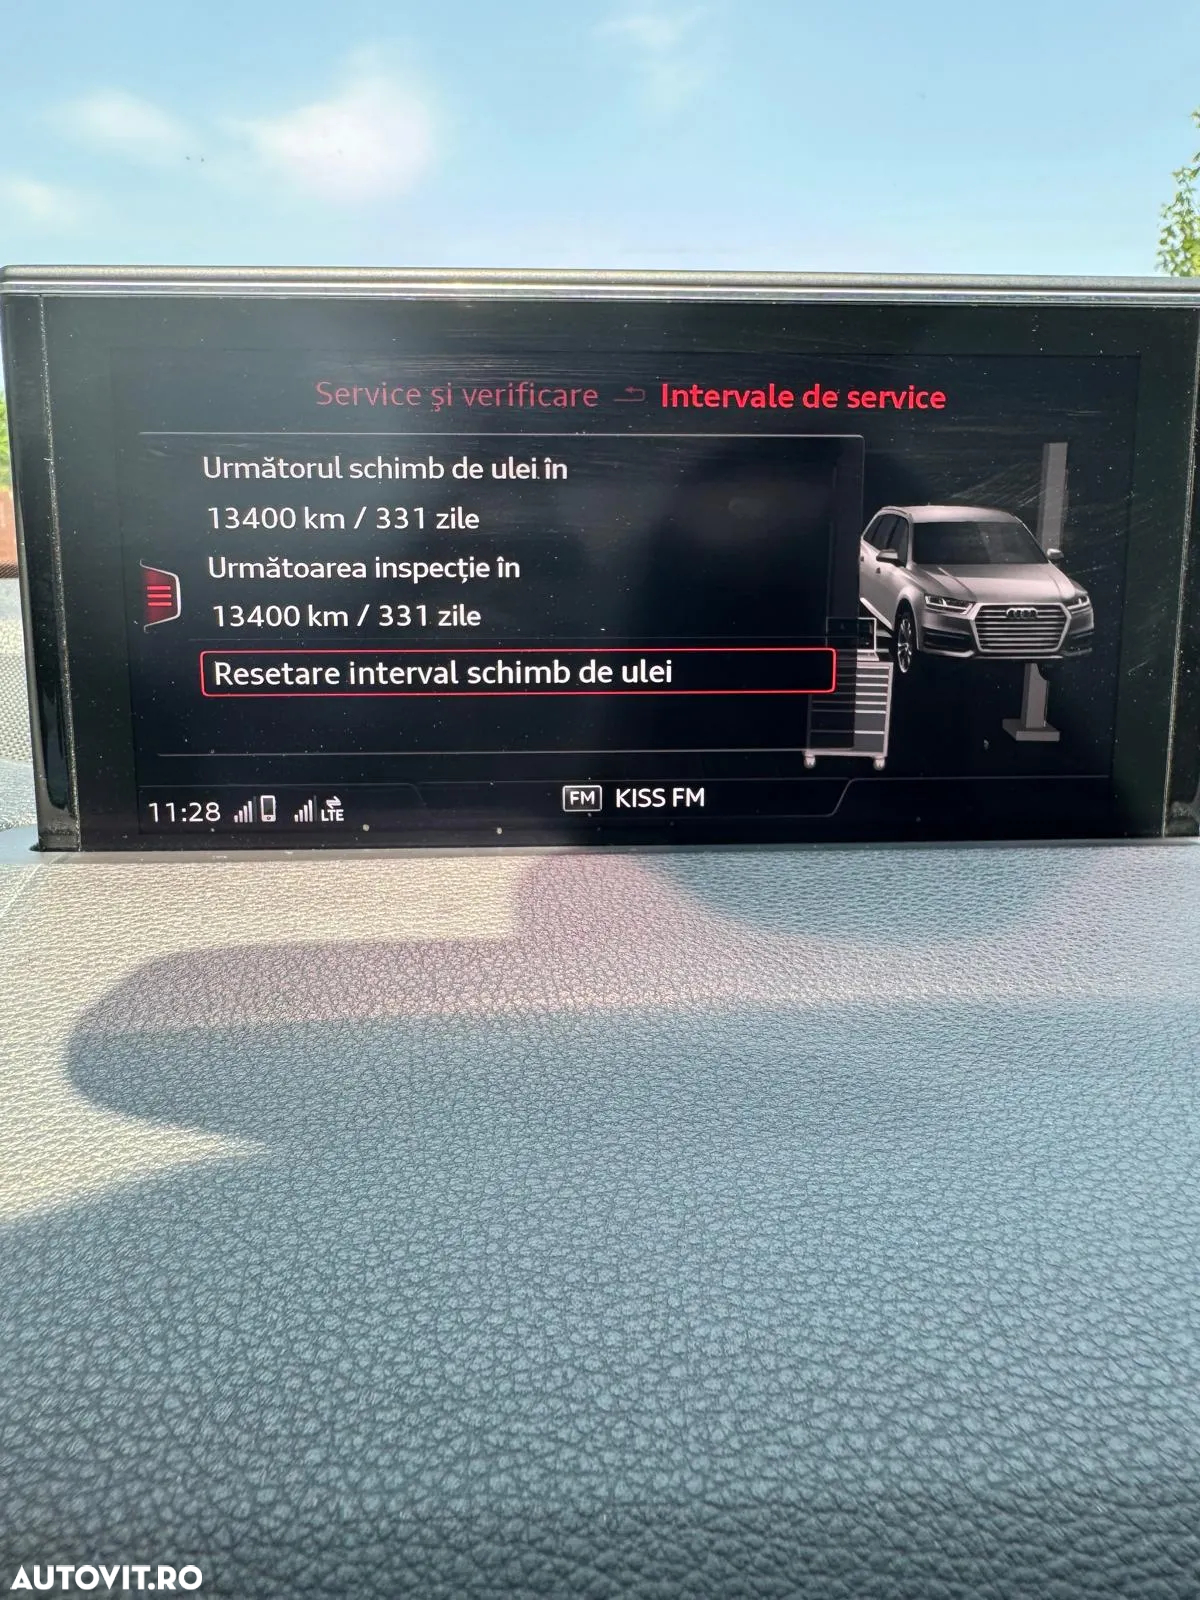 Service și verificare Intervale de service
Următorul schimb de ulei în
13400 km / 331 zile
Următoarea inspecție în
13400 km / 331 zile
Resetare interval schimb de ulei
11:28 LTE FM KISS FM
AUTOVIT.RO